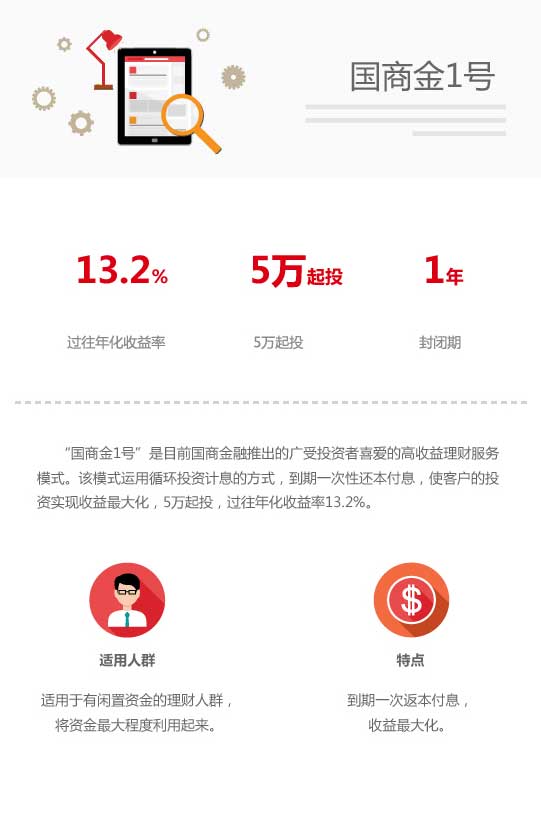 国商金1号
13.2%
5万起投
1年
过往年化收益率
5万起投
封闭期
“国商金1号”是目前国商金融推出的广受投资者喜爱的高收益理财服务
模式。该模式运用循环投资计息的方式，到期一次性还本付息，使客户的投
资实现收益最大化，5万起投，过往年化收益率13.2%。
适用人群
适用于有闲置资金的理财人群，
将资金最大程度利用起来。
特点
到期一次返本付息，
收益最大化。